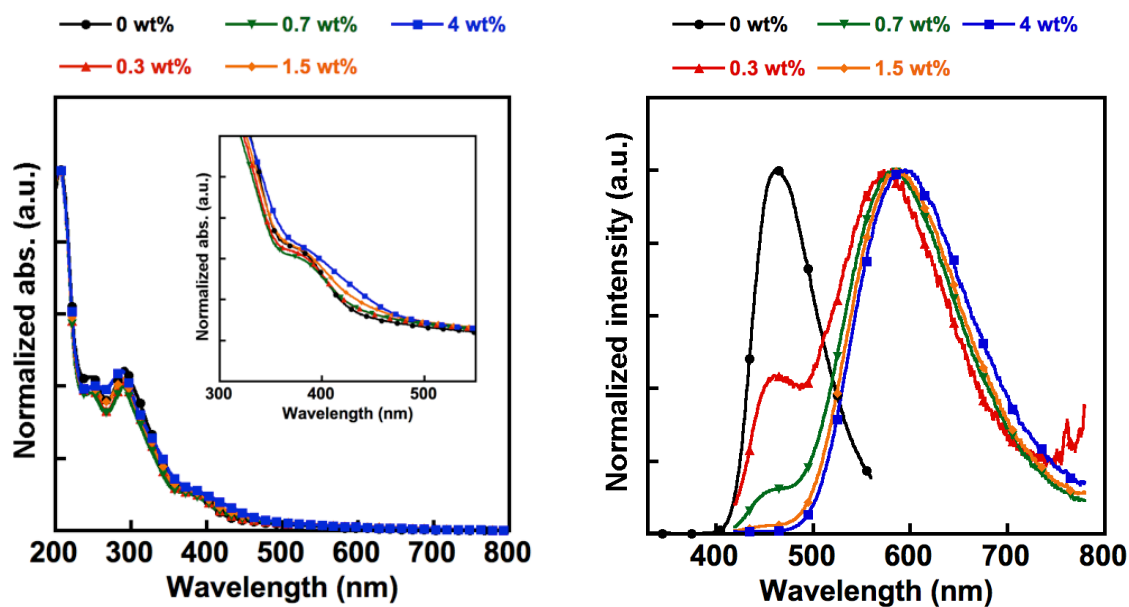 0 wt% 0.7 wt% 4 wt%
0.3 wt% 1.5 wt%
Normalized abs. (a.u.)
Normalized abs. (a.u.)
300 400 500
Wavelength (nm)
200 300 400 500 600 700 800
Wavelength (nm)
0 wt% 0.7 wt% 4 wt%
0.3 wt% 1.5 wt%
Normalized intensity (a.u.)
400 500 600 700 800
Wavelength (nm)